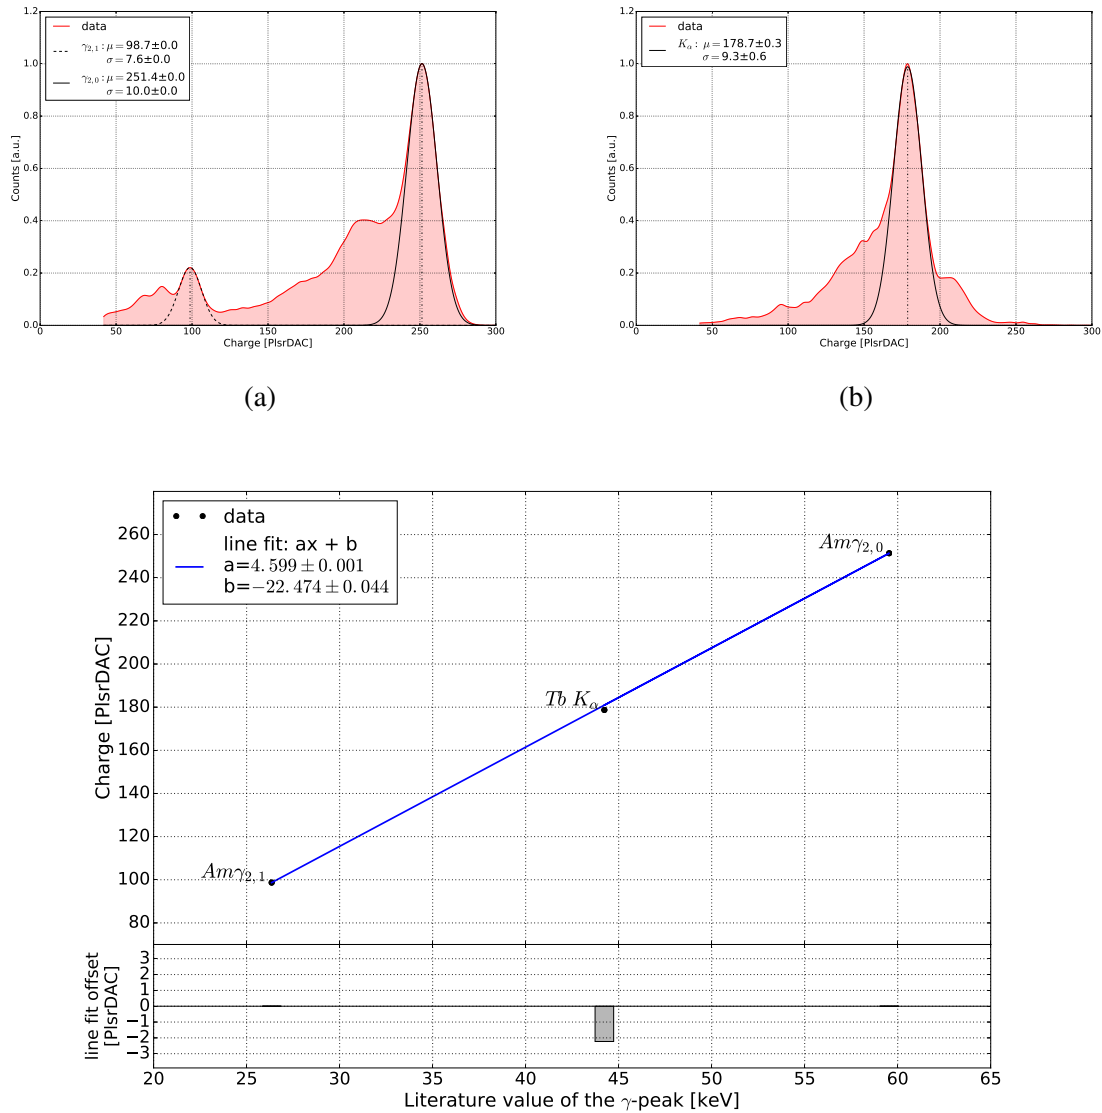 data
γ2,1: μ=98.7±0.0
σ=7.6±0.0
γ2,0: μ=251.4±0.0
σ=10.0±0.0
1.2
1.0
0.8
0.6
0.4
0.2
0.0
Counts [a.u.]
0 50 100 150 200 250 300
Charge [PlsrDAC]
(a)
data
Kα: μ=178.7±0.3
σ=9.3±0.6
1.2
1.0
0.8
0.6
0.4
0.2
0.0
Counts [a.u.]
0 50 100 150 200 250 300
Charge [PlsrDAC]
(b)
data
line fit: ax + b
a=4.599±0.001
b=−22.474±0.044
Amγ2,0
Tb Kα
Amγ2,1
260
240
220
200
180
160
140
120
100
80
Charge [PlsrDAC]
3
2
1
0
−1
−2
−3
line fit offset
[PlsrDAC]
20 25 30 35 40 45 50 55 60 65
Literature value of the γ-peak [keV]